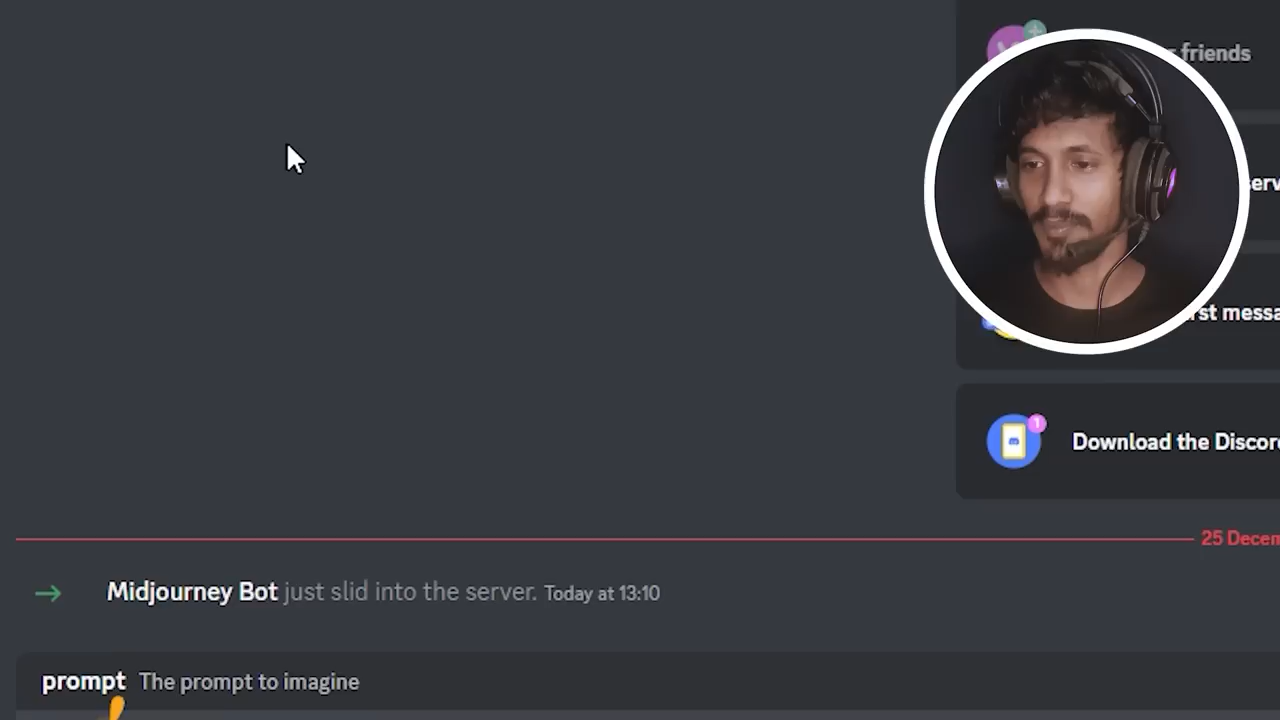 friends
Download the Discor
25 Decem
Midjourney Bot just slid into the server. Today at 13:10
prompt The prompt to imagine